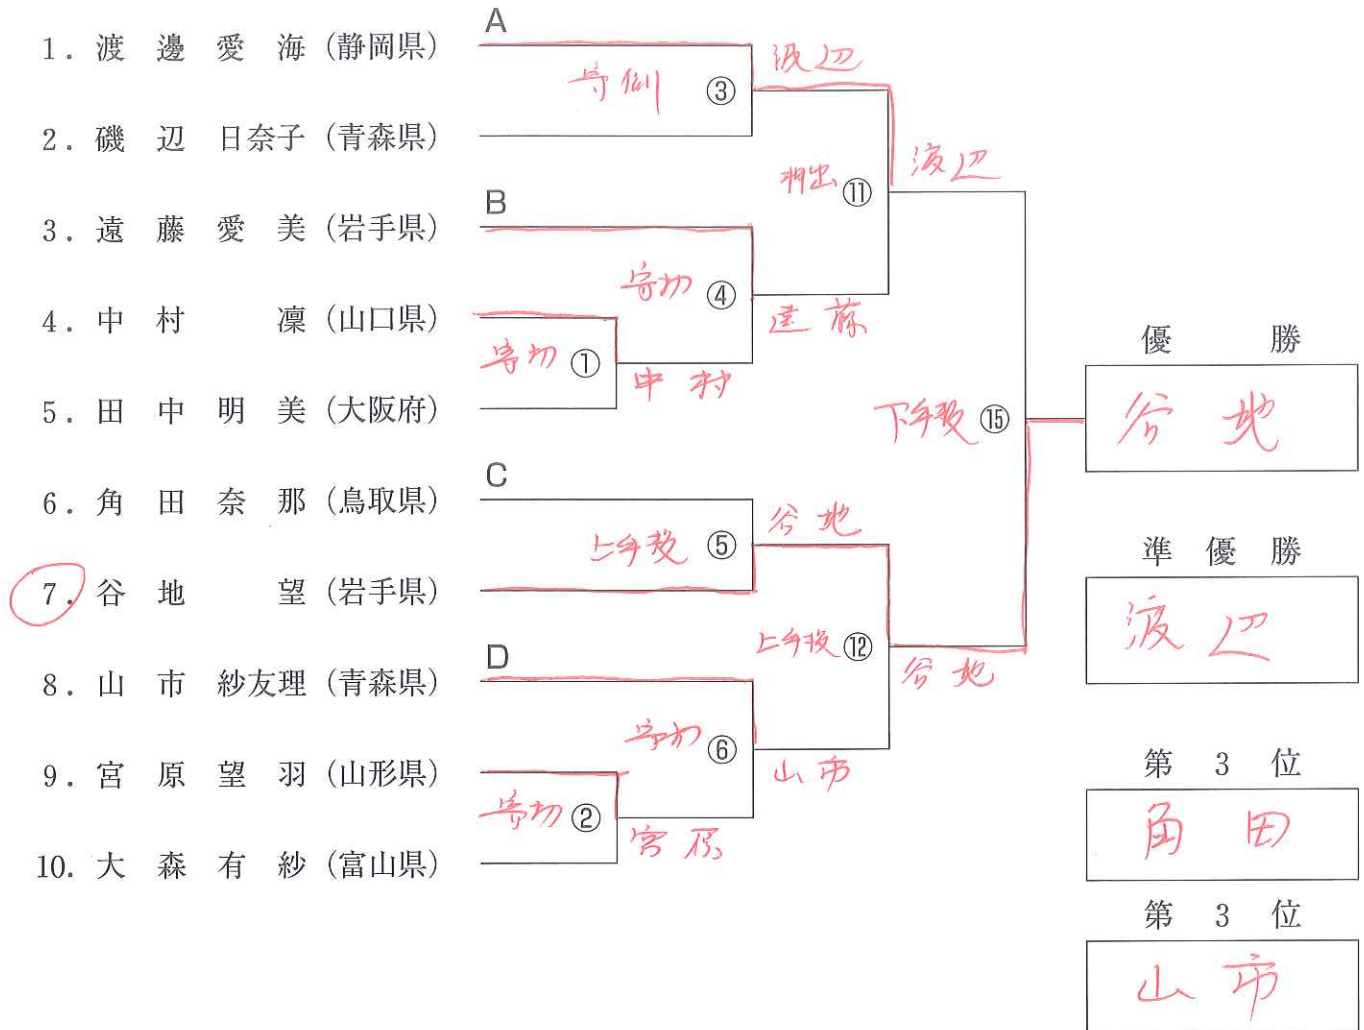 A
1. 渡邊愛海 (静岡県)
寄倒 ③ 渡辺
2. 磯辺日奈子 (青森県)
押出 ⑪ 渡辺
B
3. 遠藤愛美 (岩手県)
寄切 ④ 遠藤
4. 中村 凜 (山口県)
寄切 ① 中村
5. 田中明美 (大阪府)
下手投 ⑮
優勝
谷地
C
6. 角田奈那 (鳥取県)
上手投 ⑤ 谷地
準優勝
7. 谷地 望 (岩手県)
渡辺
上手投 ⑫ 谷地
D
8. 山市紗友理 (青森県)
寄切 ⑥ 山市
9. 宮原望羽 (山形県)
第3位
角田
寄切 ② 宮原
10. 大森有紗 (富山県)
第3位
山市